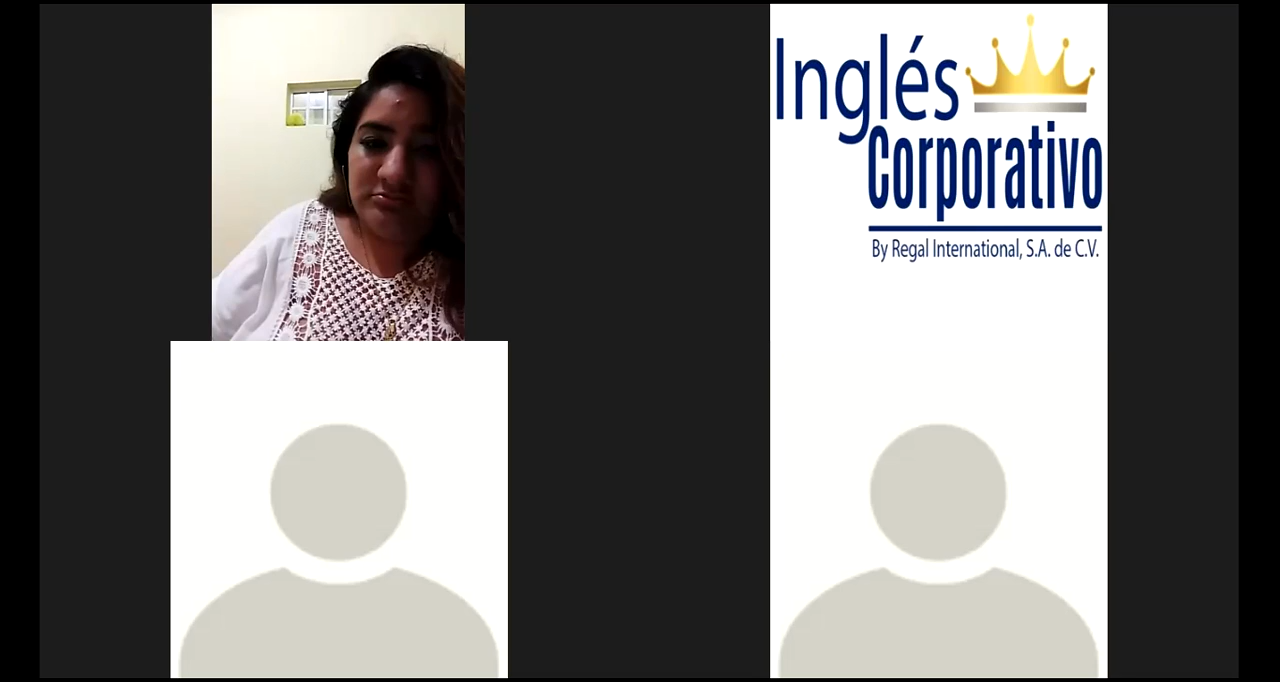 Inglés
Corporativo
By Regal International, S.A. de C.V.